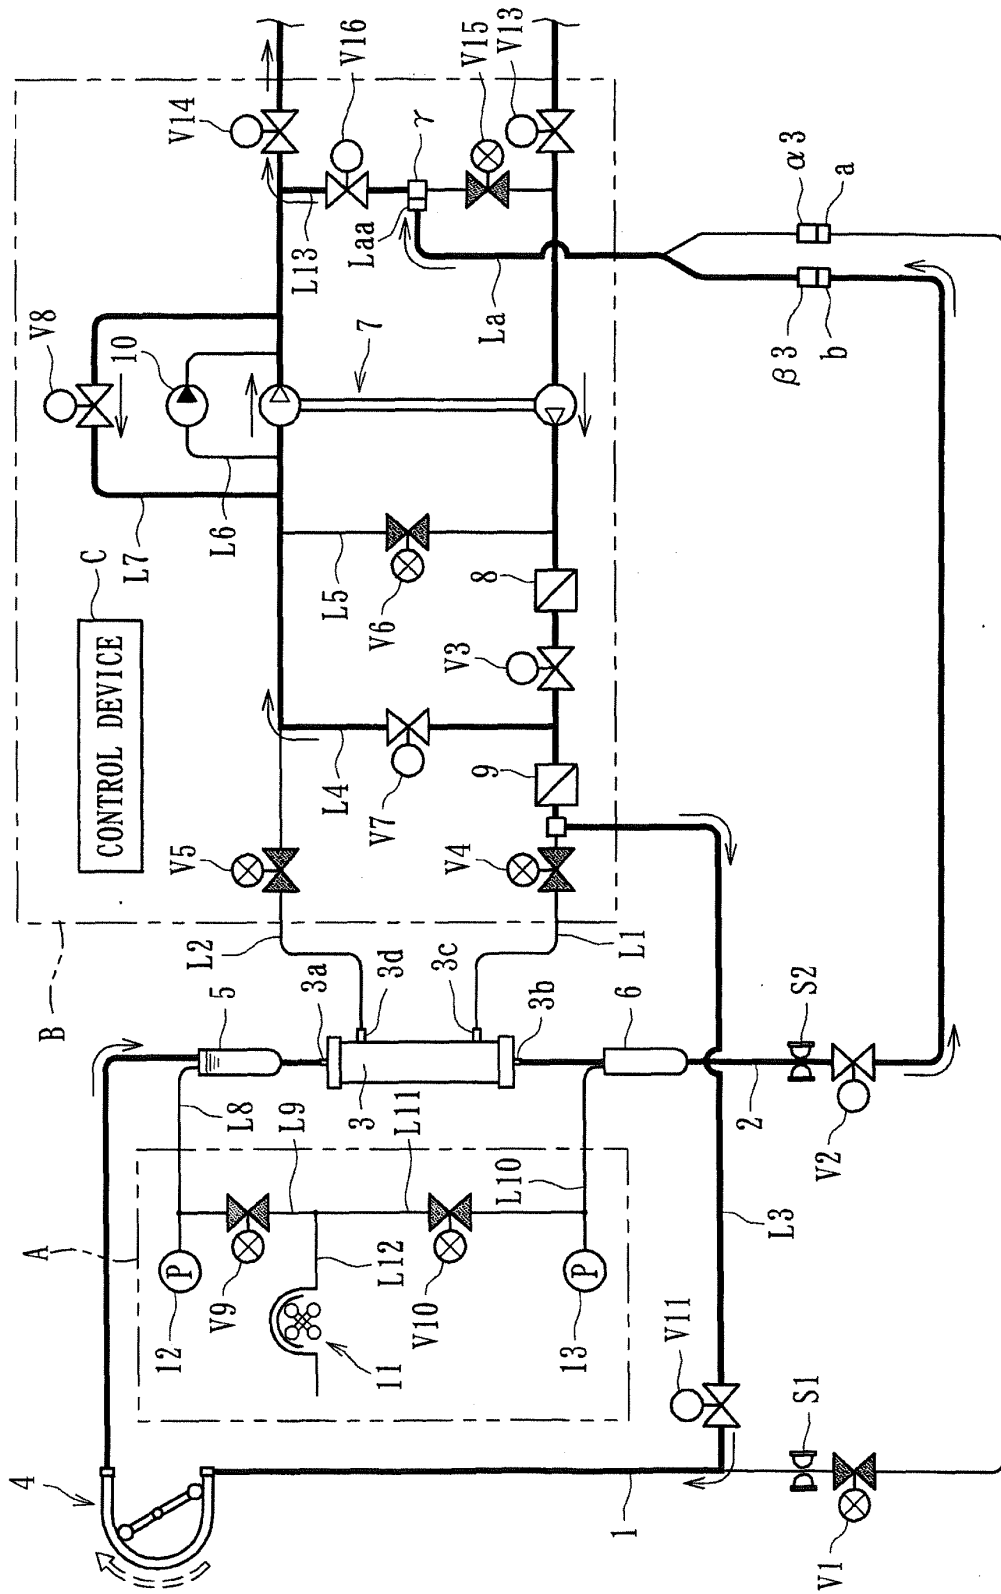 V14
V16
γ
V15
V13
L13
Laa
La
α3
a
β3
b
V8
10
7
L7
L6
L5
V6
8
V3
C
CONTROL DEVICE
L4
V7
9
V5
V4
B
L2
L1
5
3a
3d
3c
3b
6
S2
3
2
V2
L8
L9
L11
L10
L3
A
P
12
V9
L12
11
V10
P
13
V11
S1
4
1
V1